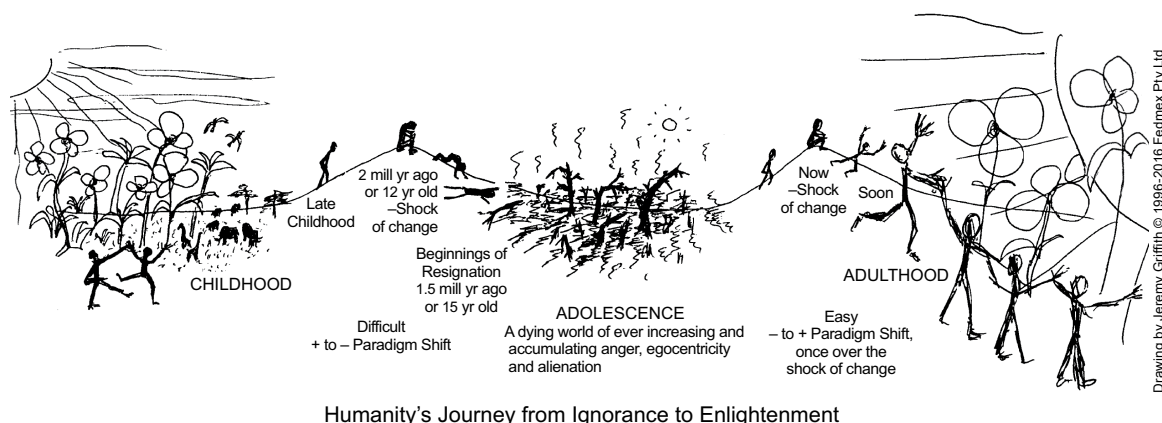 Late
Childhood
2 mill yr ago
or 12 yr old
–Shock
of change
Beginnings of
Resignation
1.5 mill yr ago
or 15 yr old
CHILDHOOD
Difficult
+ to – Paradigm Shift
ADOLESCENCE
A dying world of ever increasing and
accumulating anger, egocentricity
and alienation
Now
–Shock
of change
Soon
ADULTHOOD
Easy
– to + Paradigm Shift,
once over the
shock of change
Drawing by Jeremy Griffith © 1996-2016 Fedmex Pty Ltd
Humanity's Journey from Ignorance to Enlightenment